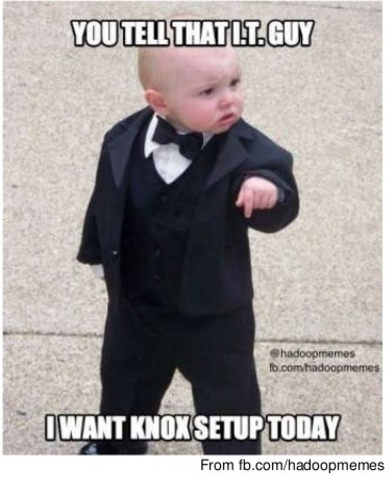 YOU TELL THAT I.T. GUY
@hadoopmemes
fb.com/hadoopmemes
I WANT KNOX SETUP TODAY
From fb.com/hadoopmemes